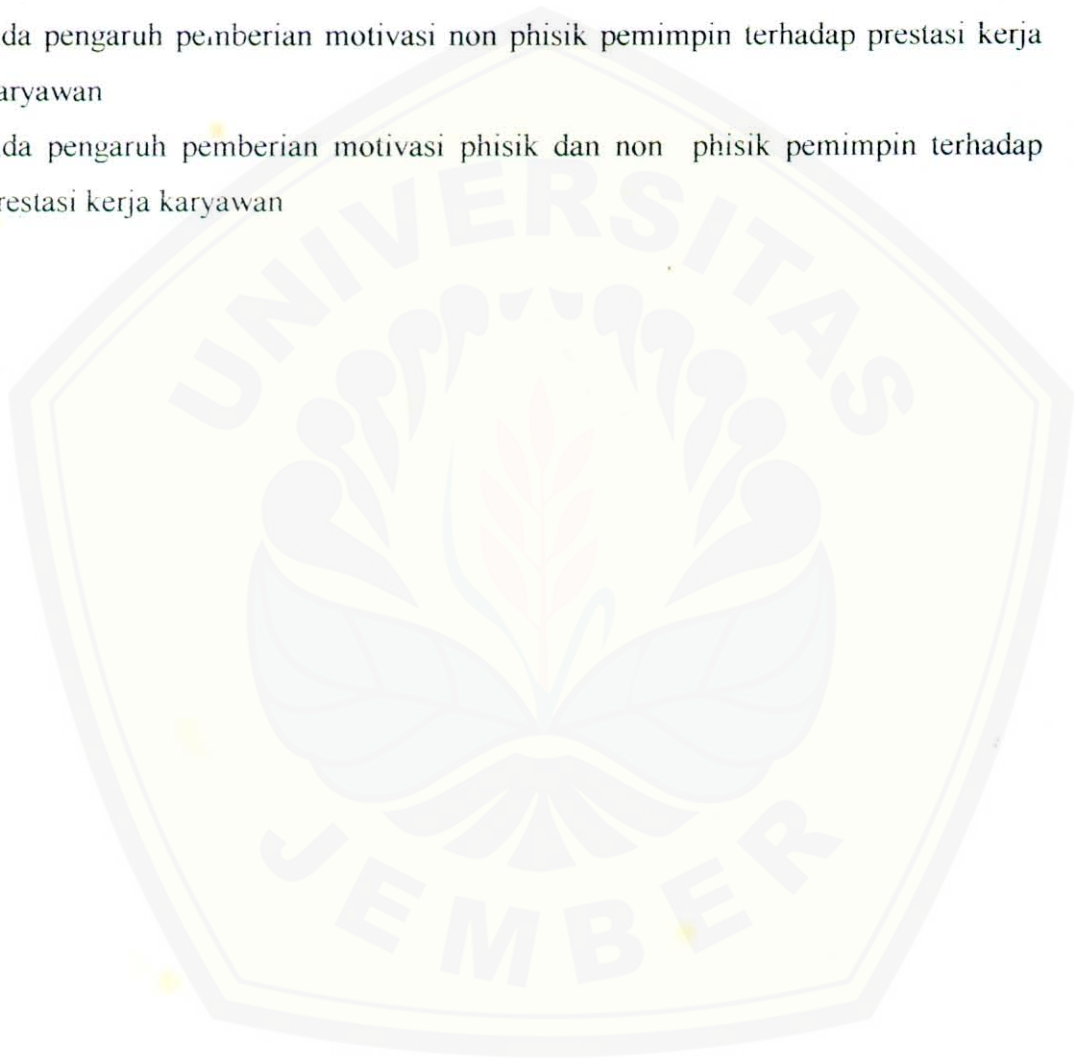 da pengaruh pemberian motivasi non phisik pemimpin terhadap prestasi kerja
aryawan
da pengaruh pemberian motivasi phisik dan non phisik pemimpin terhadap
restasi kerja karyawan
UNIVERSITAS
JEMBER